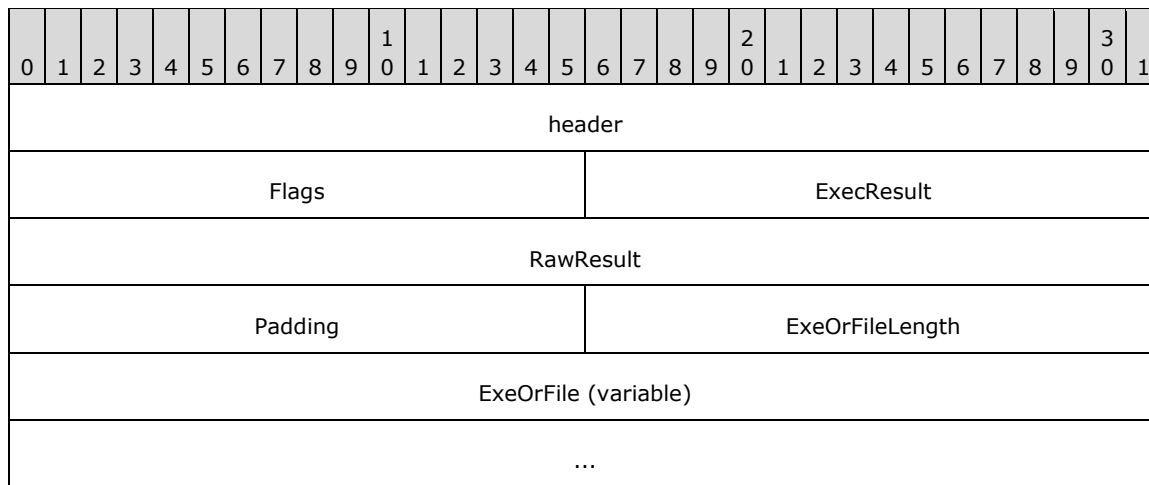 1 2 3
0 1 2 3 4 5 6 7 8 9 0 1 2 3 4 5 6 7 8 9 0 1 2 3 4 5 6 7 8 9 0 1
header
Flags ExecResult
RawResult
Padding ExeOrFileLength
ExeOrFile (variable)
...